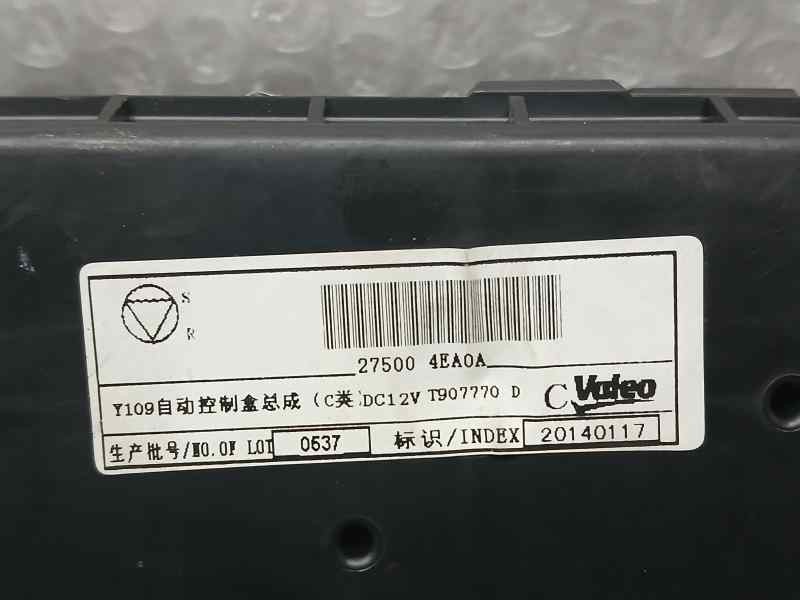 S
R
27500 4EA0A
Y109自动控制盒总成（C类）DC12V T907770 D
C Valeo
生产批号/NO.OF LOT 0537
标识/INDEX 20140117